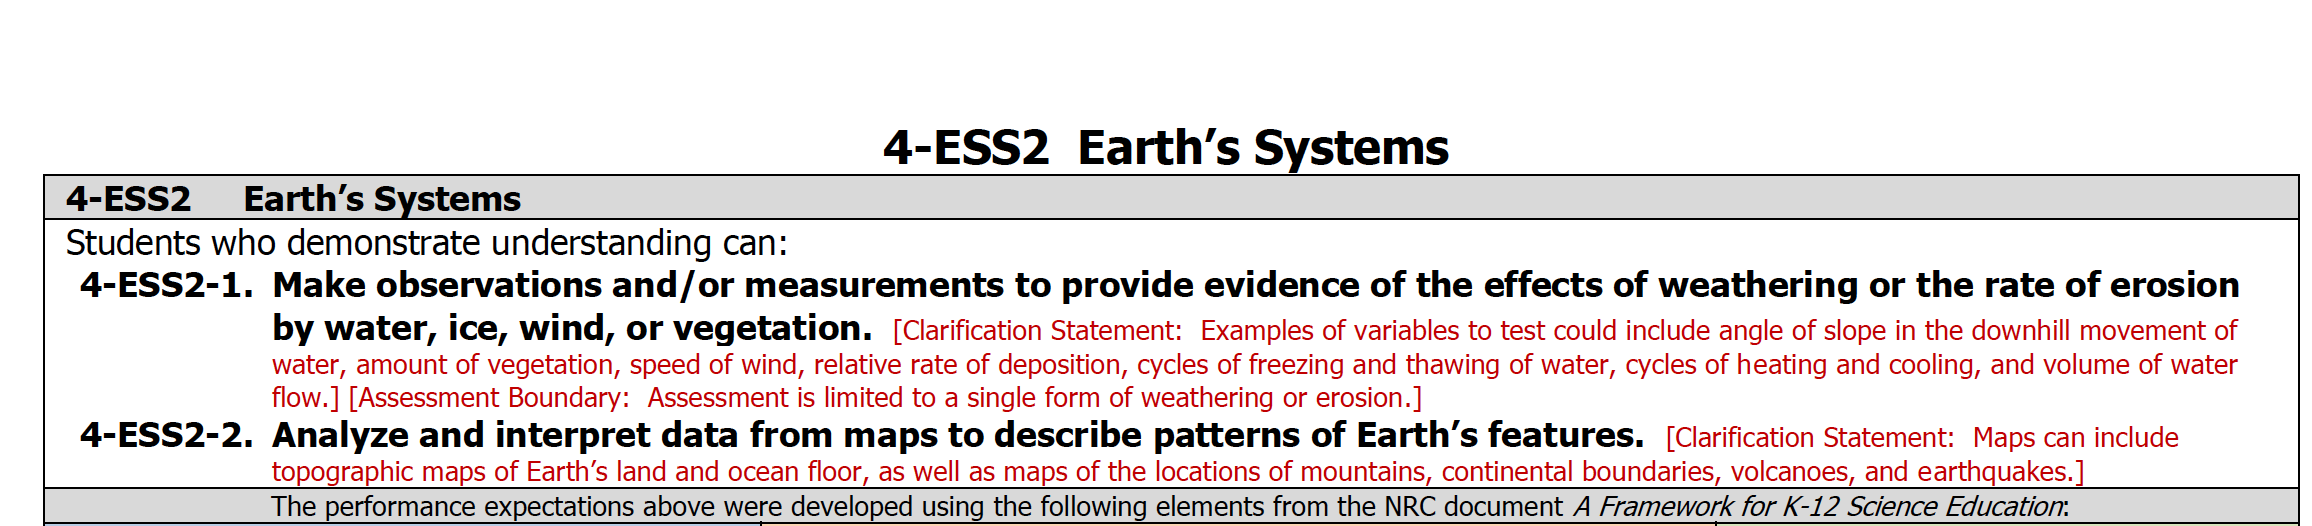 4-ESS2  Earth’s Systems
4-ESS2 Earth’s Systems
Students who demonstrate understanding can:
4-ESS2-1. Make observations and/or measurements to provide evidence of the effects of weathering or the rate of erosion
by water, ice, wind, or vegetation. [Clarification Statement:  Examples of variables to test could include angle of slope in the downhill movement of
water, amount of vegetation, speed of wind, relative rate of deposition, cycles of freezing and thawing of water, cycles of heating and cooling, and volume of water
flow.] [Assessment Boundary:  Assessment is limited to a single form of weathering or erosion.]
4-ESS2-2. Analyze and interpret data from maps to describe patterns of Earth’s features. [Clarification Statement:  Maps can include
topographic maps of Earth’s land and ocean floor, as well as maps of the locations of mountains, continental boundaries, volcanoes, and earthquakes.]
The performance expectations above were developed using the following elements from the NRC document A Framework for K-12 Science Education: